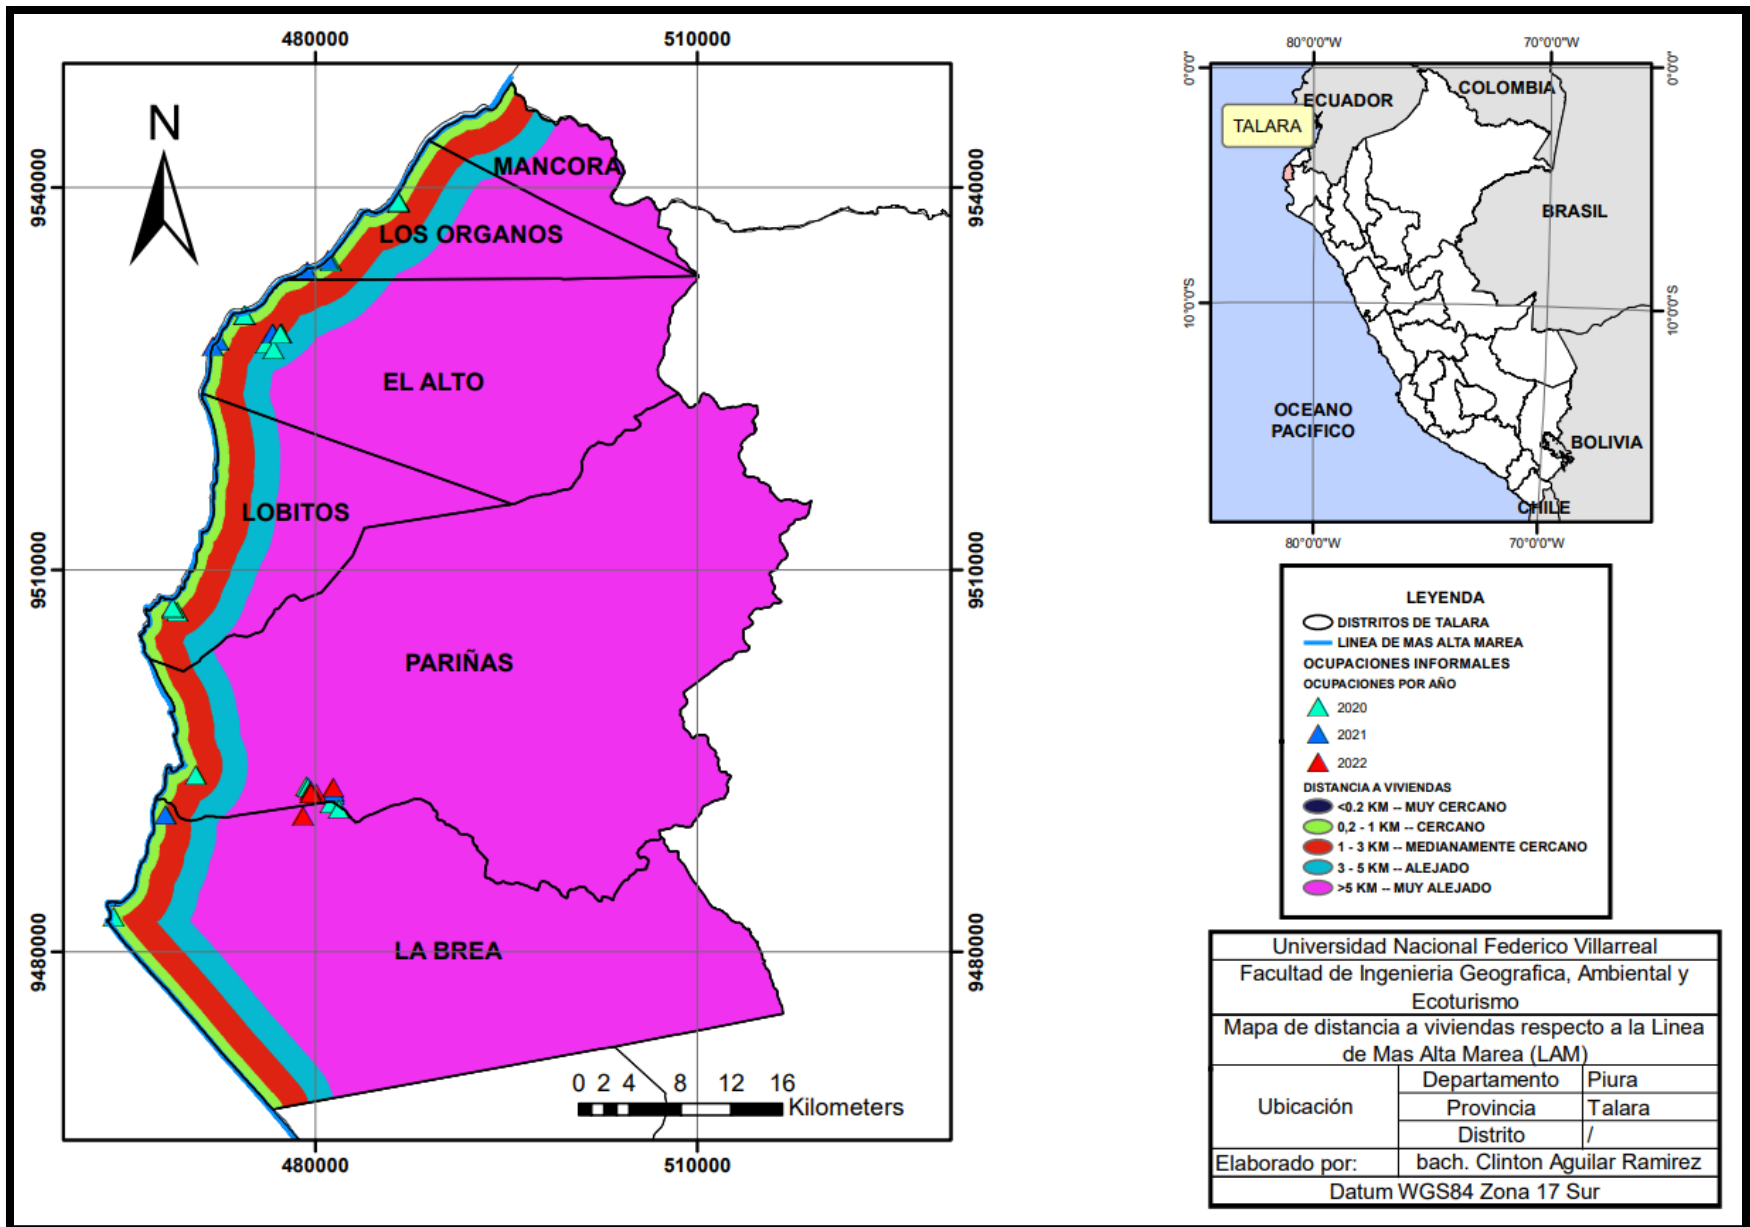 480000
510000
N
9540000
9540000
MANCORA
LOS ORGANOS
EL ALTO
LOBITOS
9510000
9510000
PARIÑAS
LA BREA
9480000
9480000
0 2 4 8 12 16
Kilometers
480000
510000
80°0'0"W
70°0'0"W
0°0'0"
0°0'0"
COLOMBIA
ECUADOR
TALARA
BRASIL
10°0'0"S
10°0'0"S
OCEANO
PACIFICO
BOLIVIA
CHILE
80°0'0"W
70°0'0"W
LEYENDA
DISTRITOS DE TALARA
LINEA DE MAS ALTA MAREA
OCUPACIONES INFORMALES
OCUPACIONES POR AÑO
2020
2021
2022
DISTANCIA A VIVIENDAS
<0.2 KM -- MUY CERCANO
0,2 - 1 KM -- CERCANO
1 - 3 KM -- MEDIANAMENTE CERCANO
3 - 5 KM -- ALEJADO
>5 KM -- MUY ALEJADO
Universidad Nacional Federico Villarreal
Facultad de Ingenieria Geografica, Ambiental y
Ecoturismo
Mapa de distancia a viviendas respecto a la Linea
de Mas Alta Marea (LAM)
Ubicación
Departamento Piura
Provincia Talara
Distrito /
Elaborado por: bach. Clinton Aguilar Ramirez
Datum WGS84 Zona 17 Sur